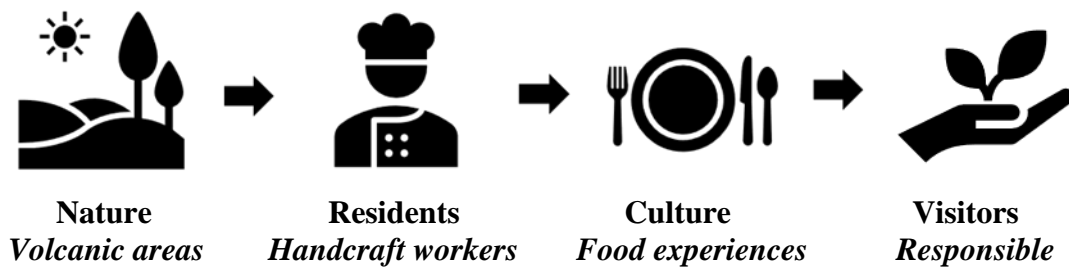 Nature Residents Culture Visitors
Volcanic areas Handcraft workers Food experiences Responsible